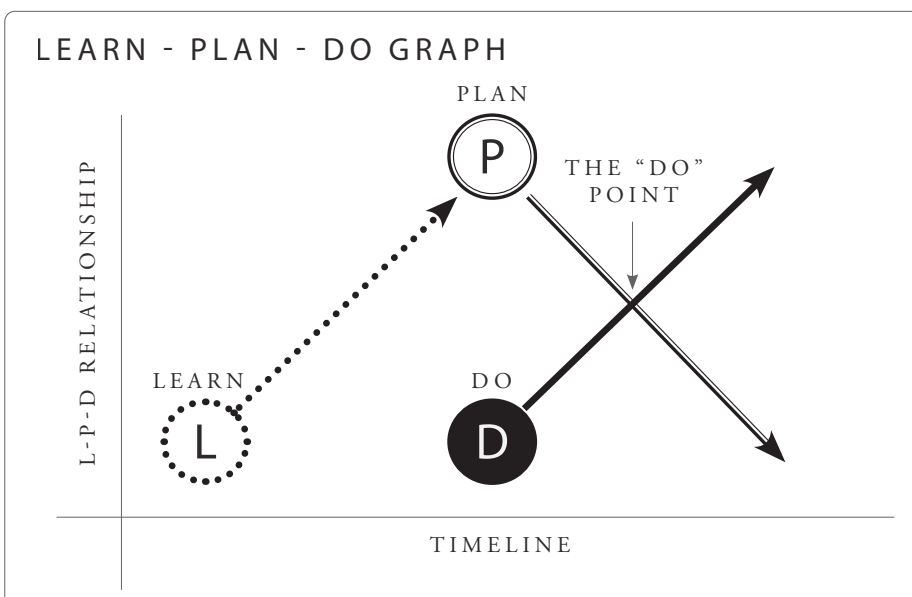 LEARN - PLAN - DO GRAPH
PLAN
P
THE “DO”
POINT
L-P-D RELATIONSHIP
LEARN
L
DO
D
TIMELINE